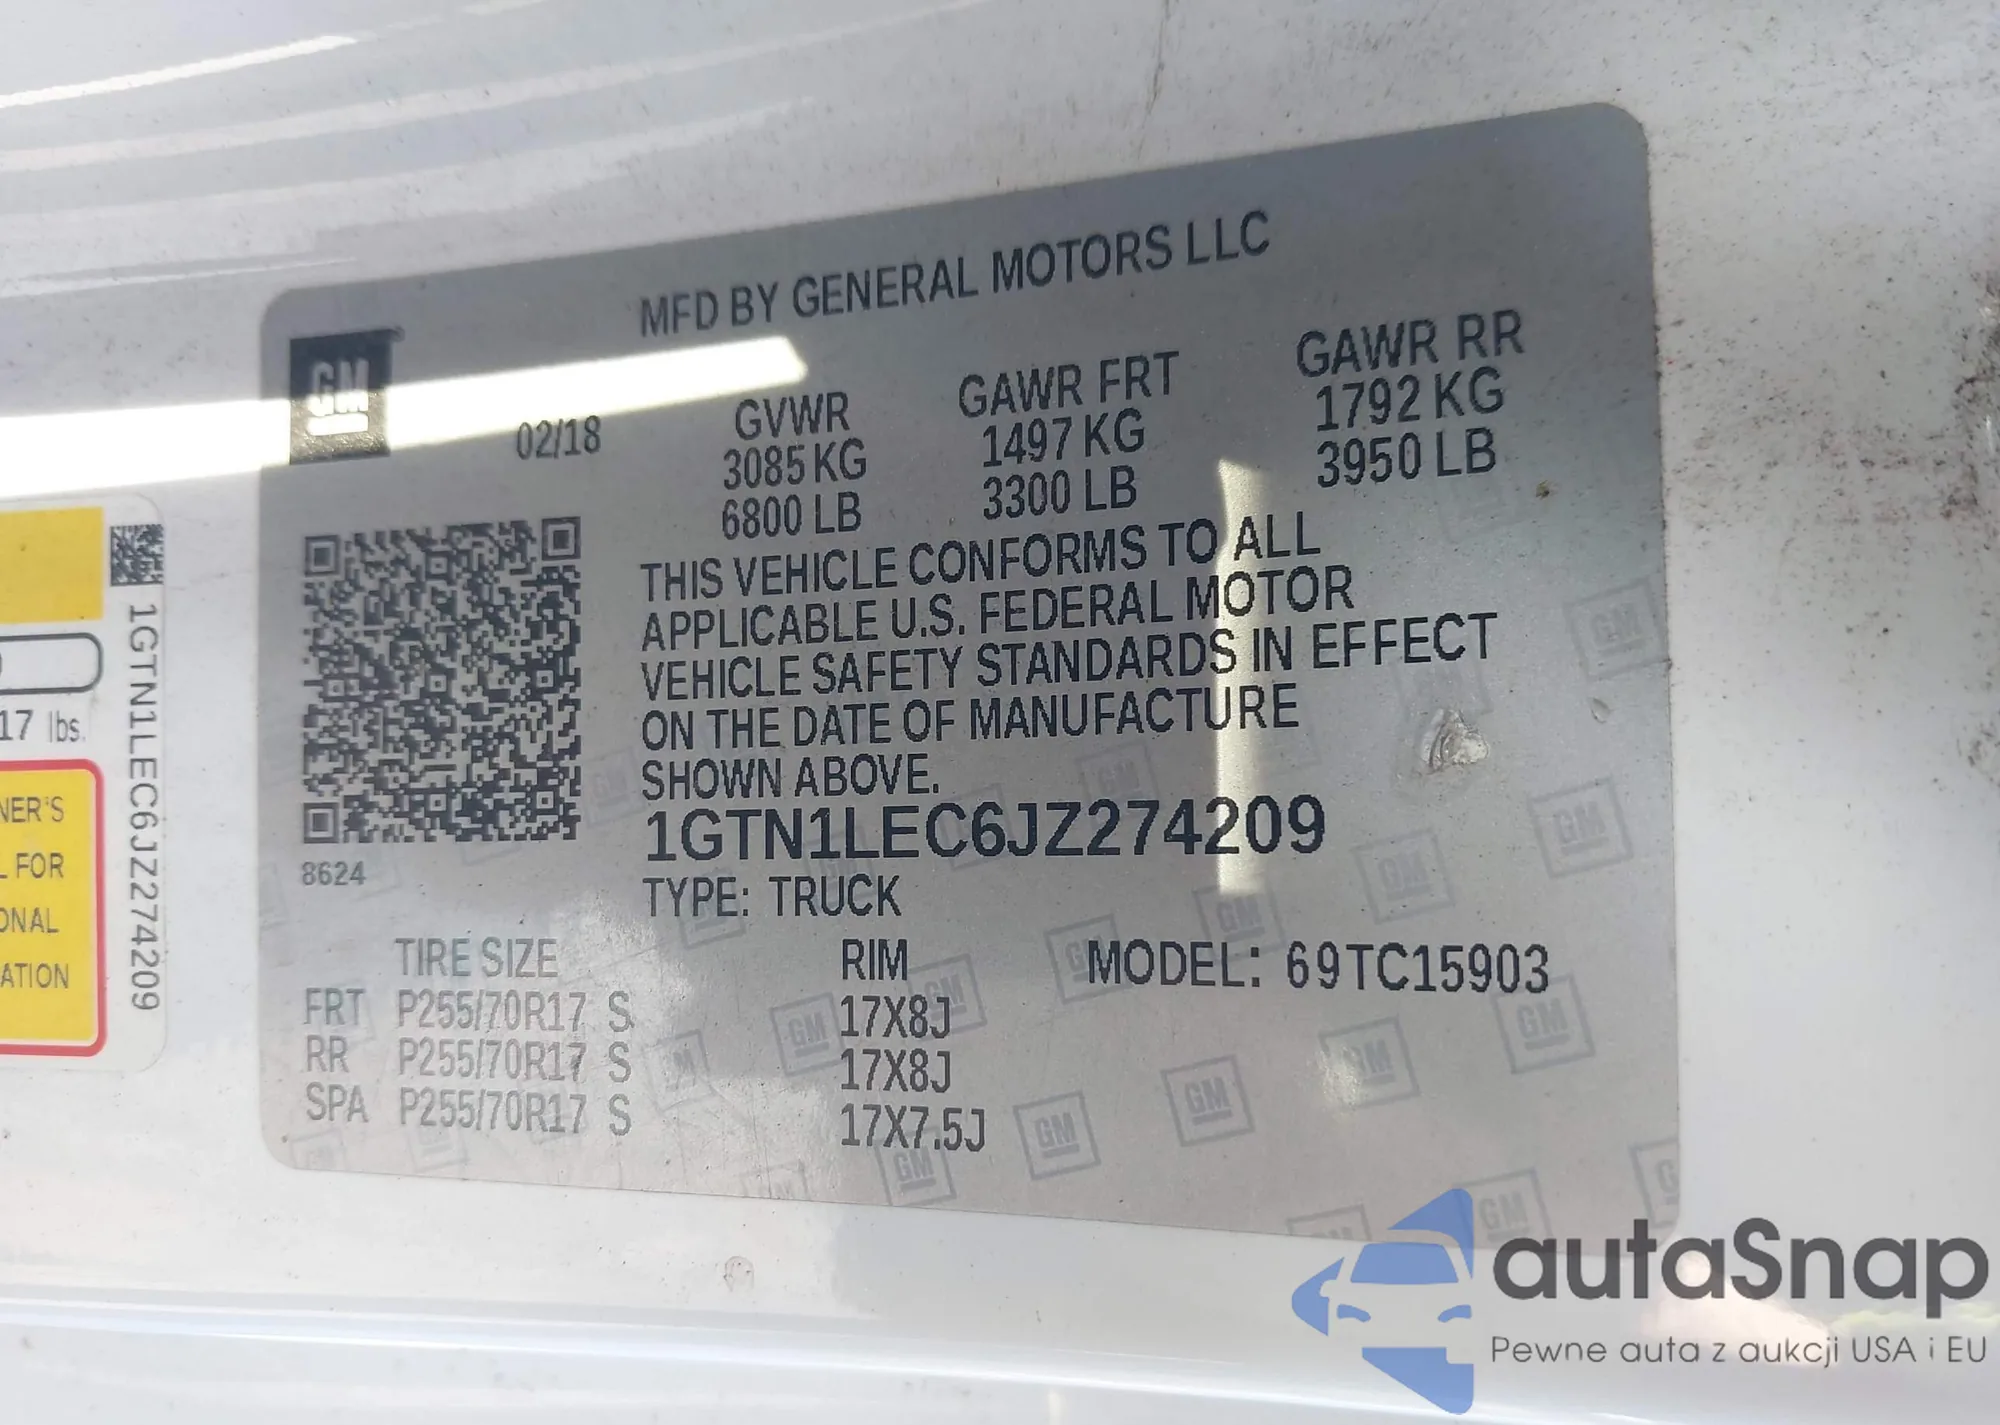 MFD BY GENERAL MOTORS LLC
GM
02/18
GVWR
3085 KG
6800 LB
GAWR FRT
1497 KG
3300 LB
GAWR RR
1792 KG
3950 LB
THIS VEHICLE CONFORMS TO ALL
APPLICABLE U.S. FEDERAL MOTOR
VEHICLE SAFETY STANDARDS IN EFFECT
ON THE DATE OF MANUFACTURE
SHOWN ABOVE.
1GTN1LEC6JZ274209
TYPE: TRUCK
8624
TIRE SIZE RIM MODEL: 69TC15903
FRT P255/70R17 S 17X8J
RR P255/70R17 S 17X8J
SPA P255/70R17 S 17X7.5J
1GTN1LEC6JZ274209
17 lbs.
NER'S
L FOR
ONAL
ATION
autaSnap
Pewne auta z aukcji USA i EU